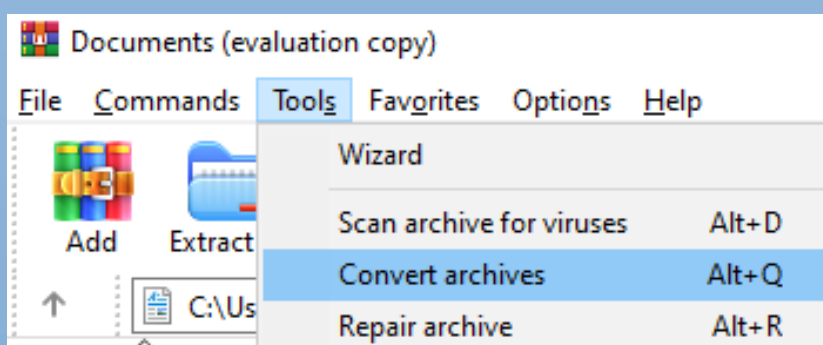 Documents (evaluation copy)
File Commands Tools Favorites Options Help
Wizard
Scan archive for viruses Alt+D
Add Extract
Convert archives Alt+Q
C:\Us
Repair archive Alt+R